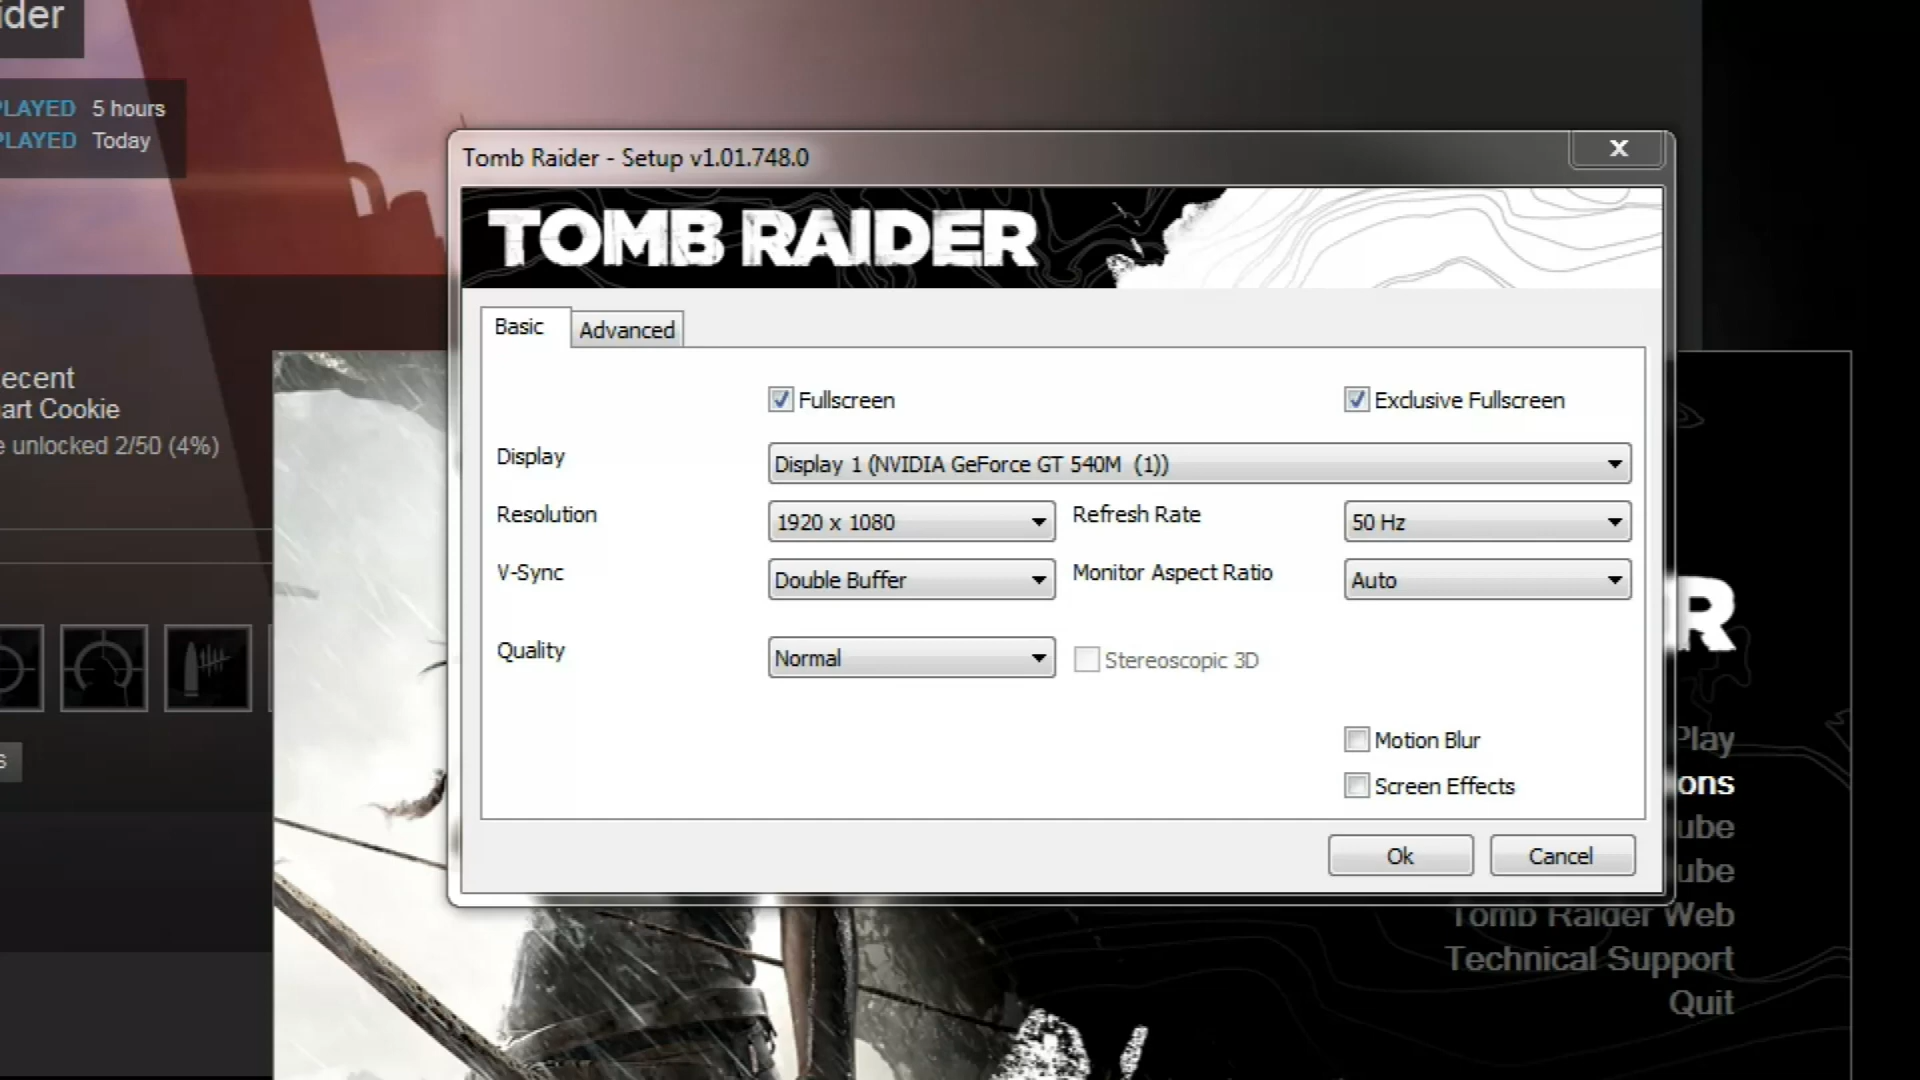 ider
PLAYED 5 hours
PLAYED Today
Tomb Raider - Setup v1.01.748.0
X
TOMB RAIDER
Basic
Advanced
Fullscreen
Exclusive Fullscreen
Display
Display 1 (NVIDIA GeForce GT 540M (1))
Resolution
1920 x 1080
Refresh Rate
50 Hz
V-Sync
Double Buffer
Monitor Aspect Ratio
Auto
Quality
Normal
Stereoscopic 3D
Motion Blur
Screen Effects
Ok
Cancel
ecent
art Cookie
e unlocked 2/50 (4%)
s
R
Play
ons
ube
ube
Tomb Raider Web
Technical Support
Quit